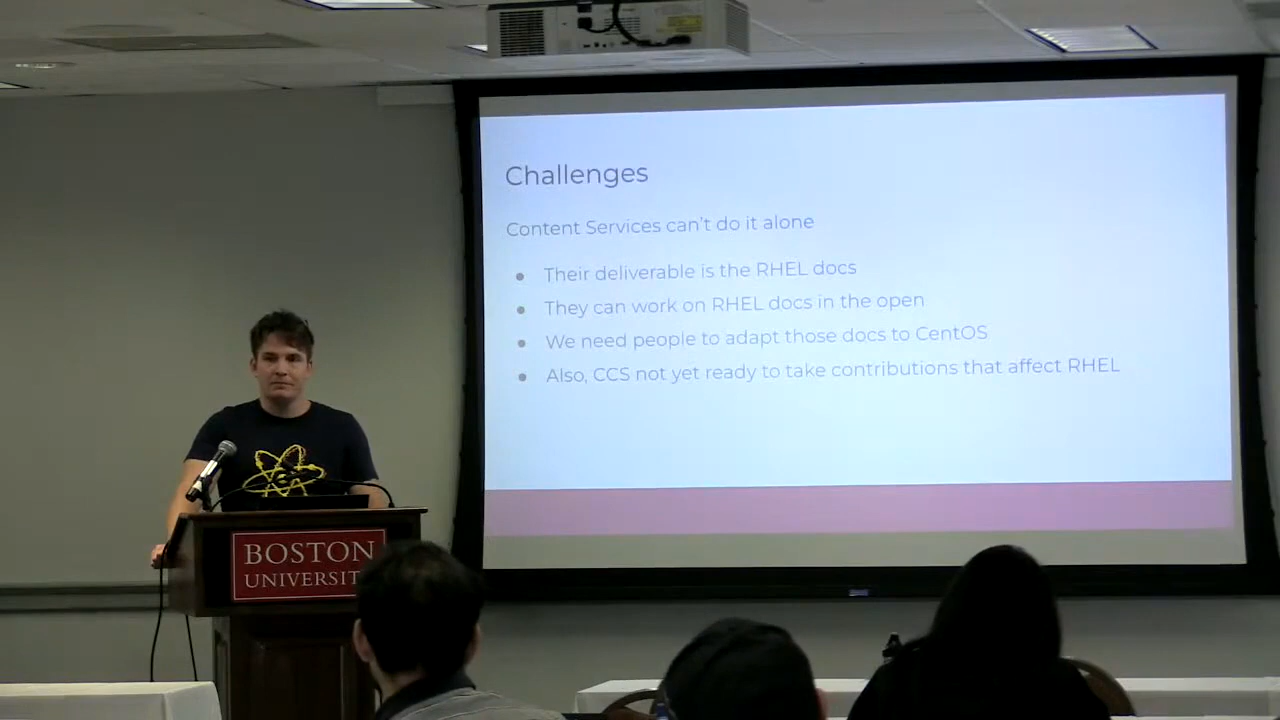 Challenges
Content Services can't do it alone
● Their deliverable is the RHEL docs
● They can work on RHEL docs in the open
● We need people to adapt those docs to CentOS
● Also, CCS not yet ready to take contributions that affect RHEL
BOSTON
UNIVERSITY